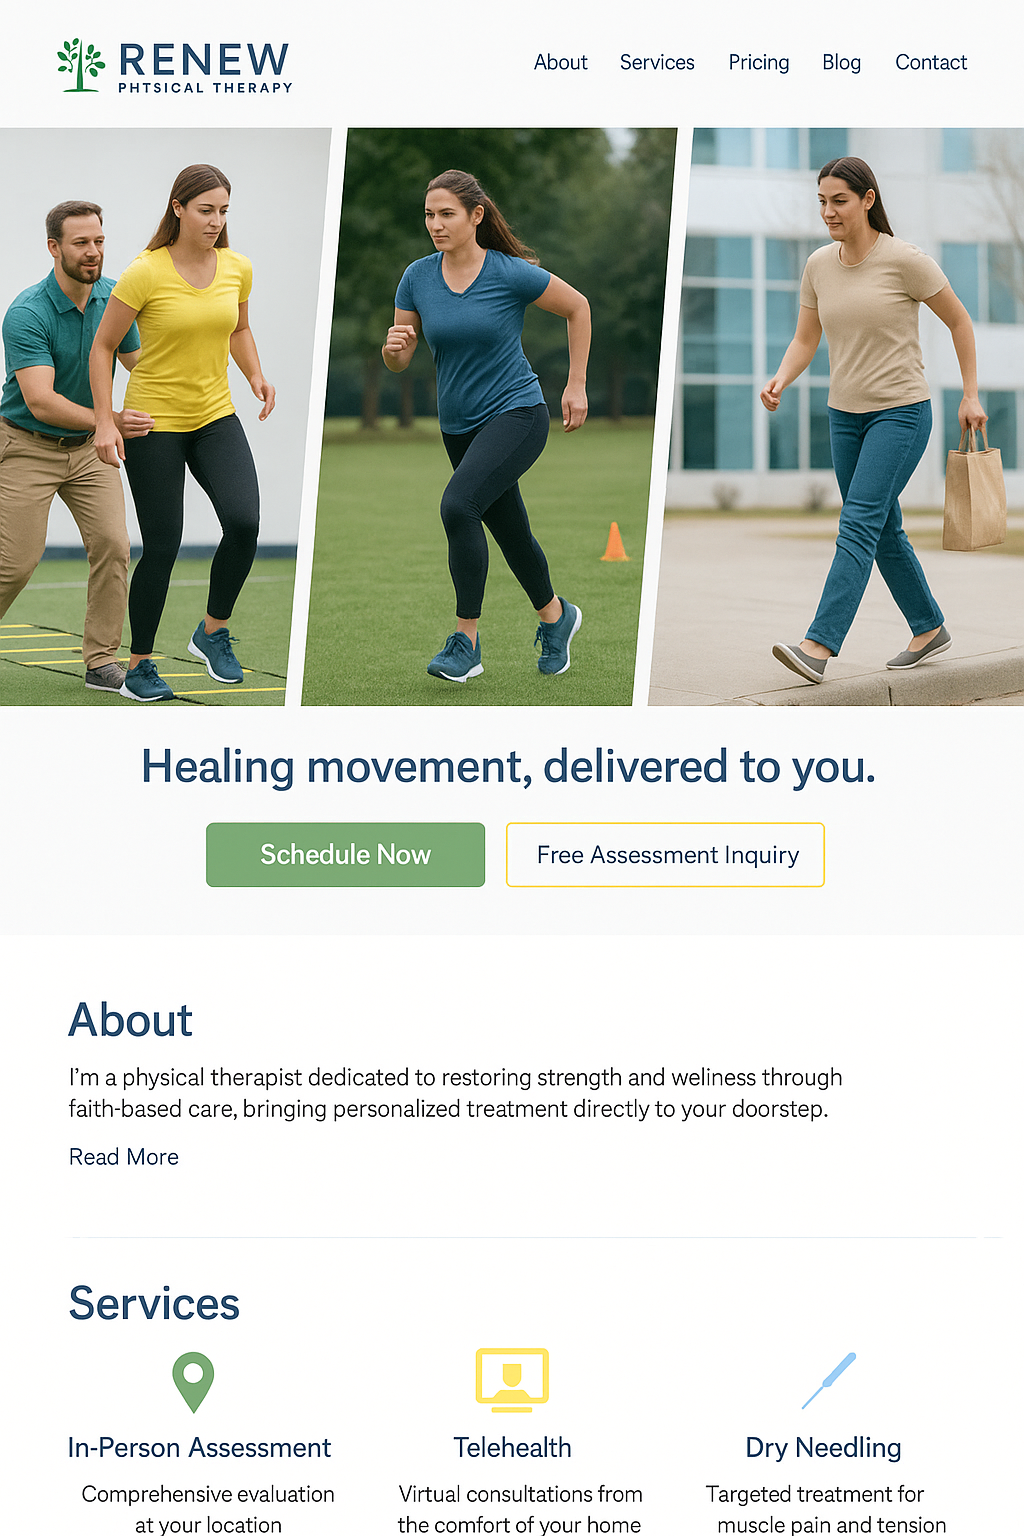 RENEW
PHTSICAL THERAPY
About Services Pricing Blog Contact
Healing movement, delivered to you.
Schedule Now
Free Assessment Inquiry
About
I'm a physical therapist dedicated to restoring strength and weliness through
faith-based care, bringing personalized treatment directly to your doorstep.
Read More
Services
In-Person Assessment
Comprehensive evaluation
at your location
Telehealth
Virtual consultations from
the comfort of your home
Dry Needling
Targeted treatment for
muscle pain and tension